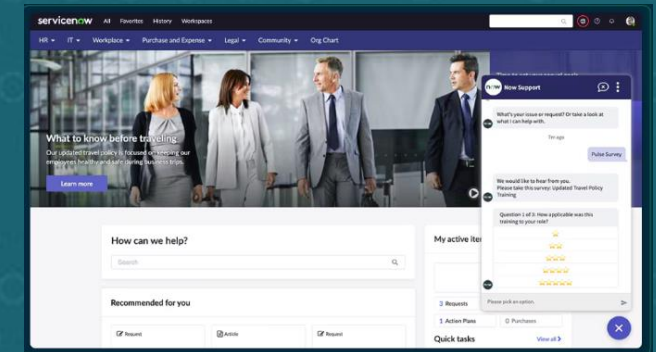 servicenow All Favorites History Workspaces
HR IT Workplace Purchase and Expense Legal Community Org Chart
What to know before traveling
Our updated travel policy is focused on keeping our
employees healthy and safe during business trips.
Learn more
now Now Support
What's your issue or request? Or take a look at
what I can help with.
7m ago
Pulse Survey
We would like to hear from you.
Please take this survey: Updated Travel Policy
Training
Question 1 of 3: How applicable was this
training to your role?
Please pick an option.
How can we help?
Search
Recommended for you
Request
Article
Request
My active ite
3 Requests
1 Action Plans
0 Purchases
Quick tasks
View all